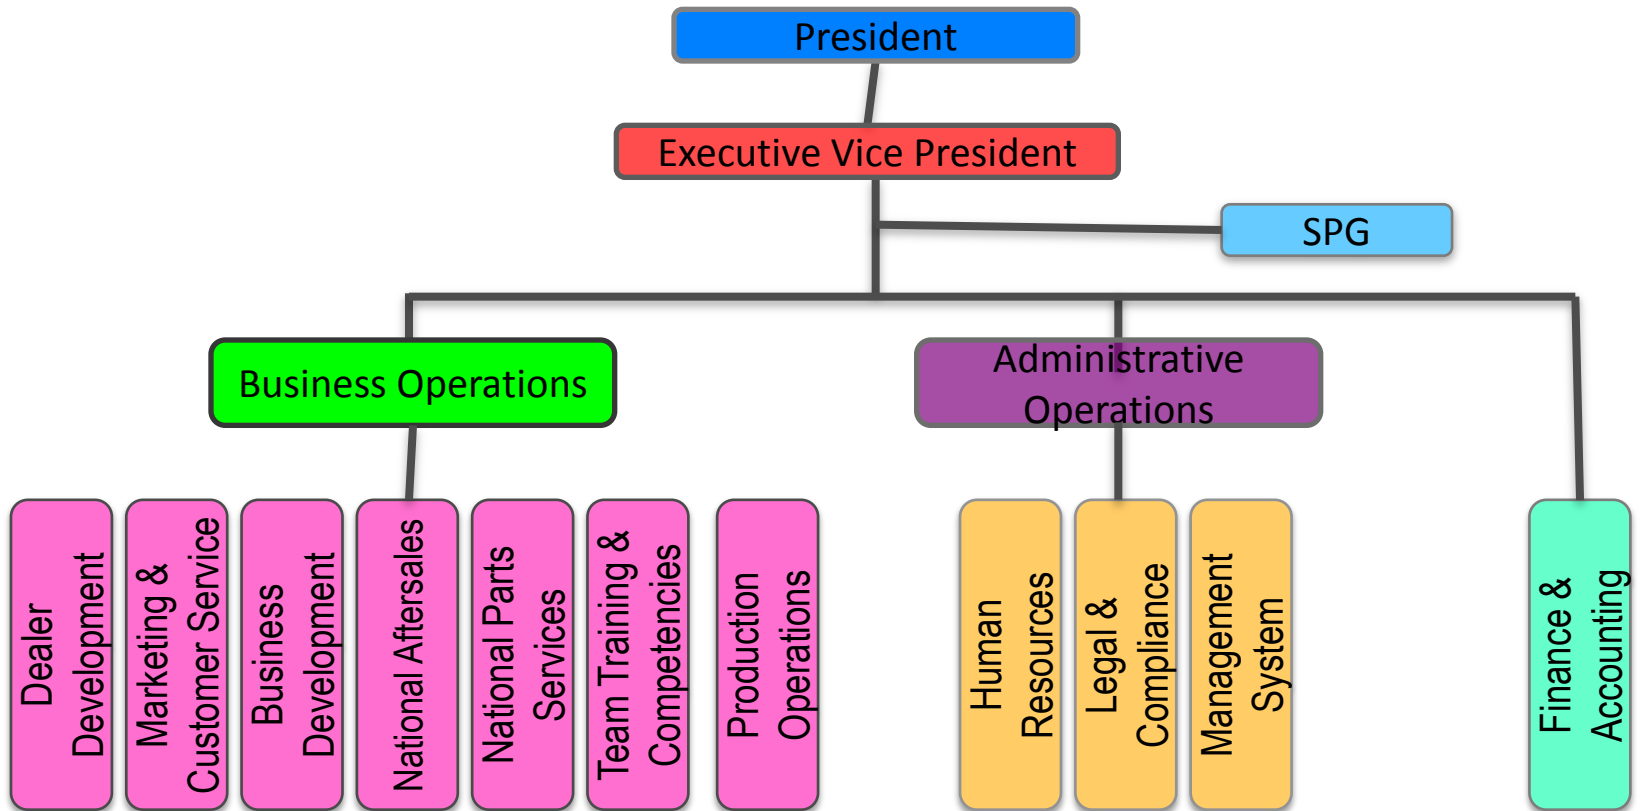 President
Executive Vice President
SPG
Business Operations
Administrative
Operations
Dealer
Development
Marketing &
Customer Service
Business
Development
National Aftersales
National Parts
Services
Team Training &
Competencies
Production
Operations
Human
Resources
Legal &
Compliance
Management
System
Finance &
Accounting